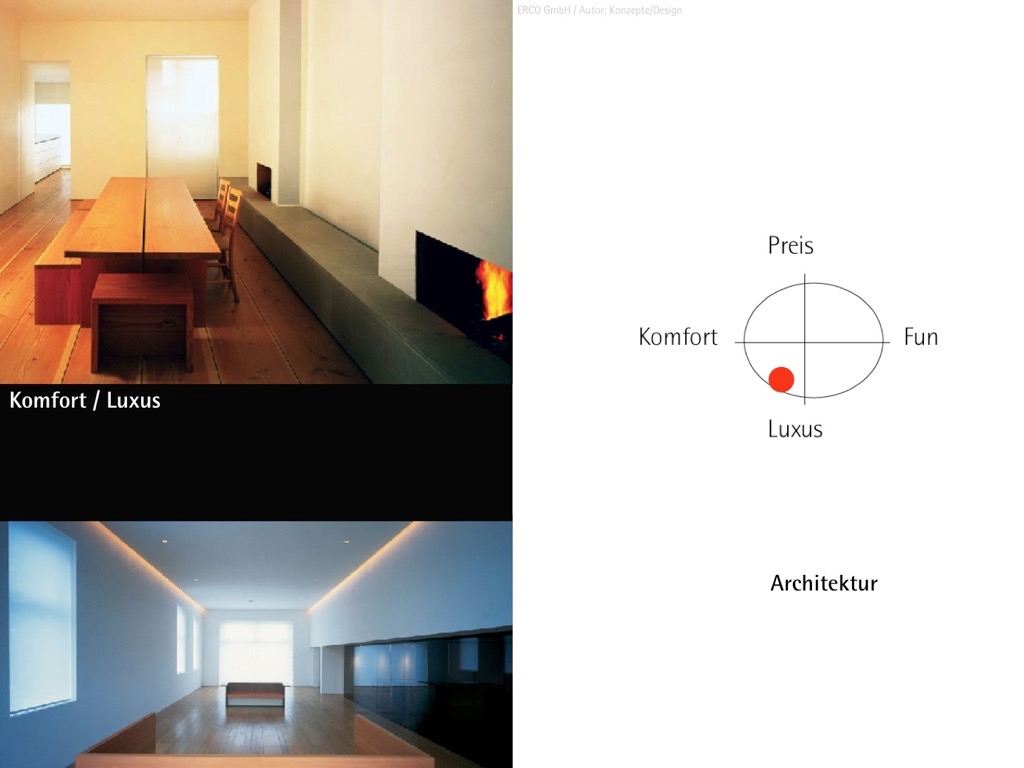 ERCO GmbH / Autor: Konzepte/Design
Komfort / Luxus
Preis
Komfort
Fun
Luxus
Architektur